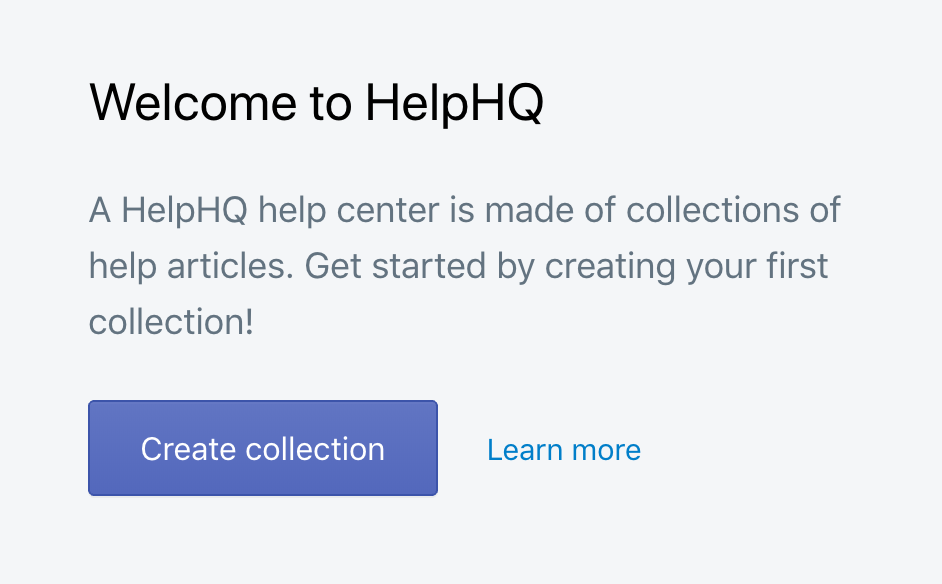 Welcome to HelpHQ
A HelpHQ help center is made of collections of
help articles. Get started by creating your first
collection!
Create collection
Learn more